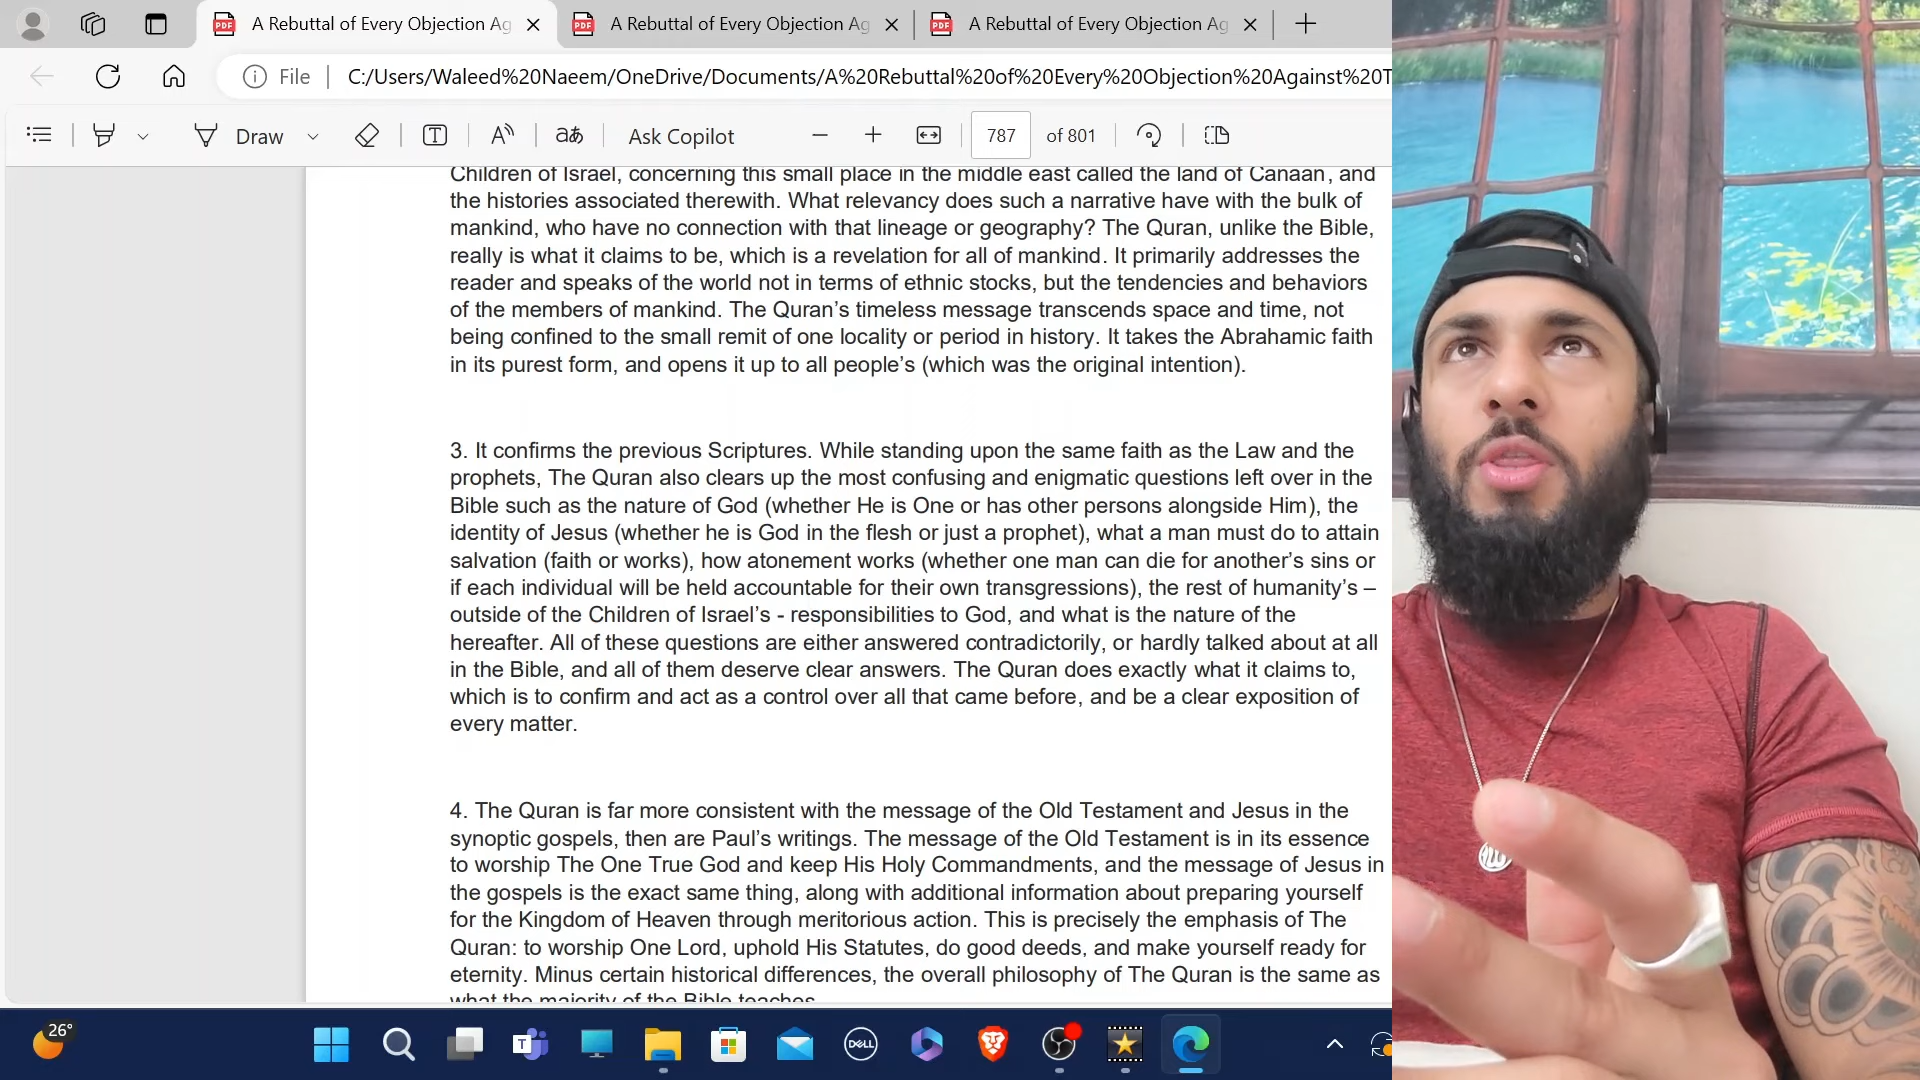 A Rebuttal of Every Objection Ag
A Rebuttal of Every Objection Ag
A Rebuttal of Every Objection Ag
File
C:/Users/Waleed%20Naeem/OneDrive/Documents/A%20Rebuttal%20of%20Every%20Objection%20Against%20T
Draw
Ask Copilot
787
of 801
Children of Israel, concerning this small place in the middle east called the land of Canaan, and
the histories associated therewith. What relevancy does such a narrative have with the bulk of
mankind, who have no connection with that lineage or geography? The Quran, unlike the Bible,
really is what it claims to be, which is a revelation for all of mankind. It primarily addresses the
reader and speaks of the world not in terms of ethnic stocks, but the tendencies and behaviors
of the members of mankind. The Quran’s timeless message transcends space and time, not
being confined to the small remit of one locality or period in history. It takes the Abrahamic faith
in its purest form, and opens it up to all people’s (which was the original intention).
3. It confirms the previous Scriptures. While standing upon the same faith as the Law and the
prophets, The Quran also clears up the most confusing and enigmatic questions left over in the
Bible such as the nature of God (whether He is One or has other persons alongside Him), the
identity of Jesus (whether he is God in the flesh or just a prophet), what a man must do to attain
salvation (faith or works), how atonement works (whether one man can die for another’s sins or
if each individual will be held accountable for their own transgressions), the rest of humanity’s –
outside of the Children of Israel’s - responsibilities to God, and what is the nature of the
hereafter. All of these questions are either answered contradictorily, or hardly talked about at all
in the Bible, and all of them deserve clear answers. The Quran does exactly what it claims to,
which is to confirm and act as a control over all that came before, and be a clear exposition of
every matter.
4. The Quran is far more consistent with the message of the Old Testament and Jesus in the
synoptic gospels, then are Paul’s writings. The message of the Old Testament is in its essence
to worship The One True God and keep His Holy Commandments, and the message of Jesus in
the gospels is the exact same thing, along with additional information about preparing yourself
for the Kingdom of Heaven through meritorious action. This is precisely the emphasis of The
Quran: to worship One Lord, uphold His Statutes, do good deeds, and make yourself ready for
eternity. Minus certain historical differences, the overall philosophy of The Quran is the same as
what the majority of the Bible teaches.
26°
DELL